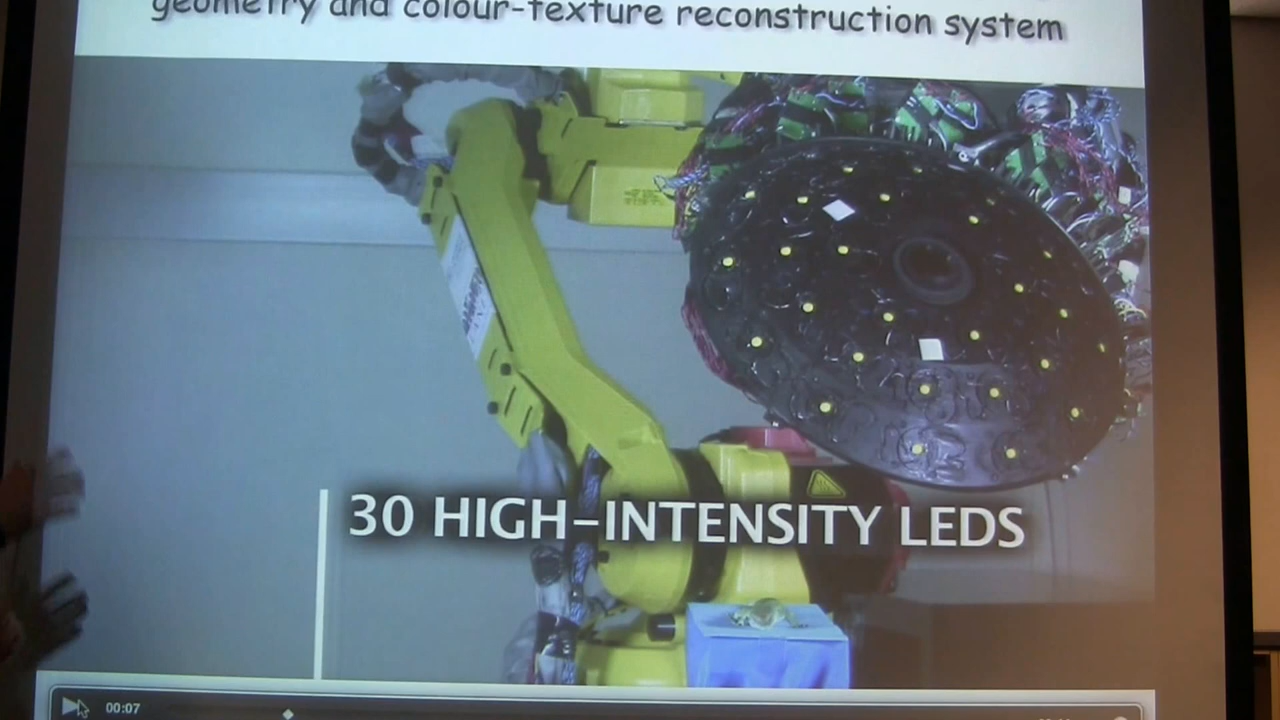 geometry and colour-texture reconstruction system
30 HIGH-INTENSITY LEDS
00:07